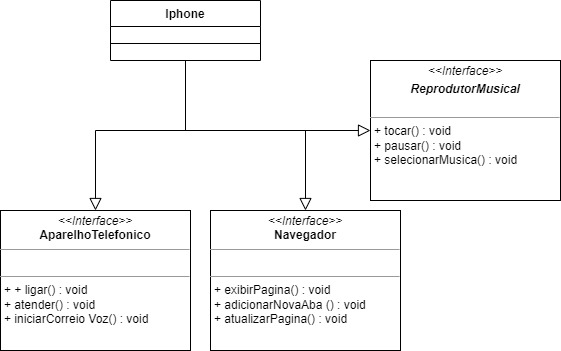 Iphone
<<Interface>>
ReprodutorMusical
+ tocar() : void
+ pausar() : void
+ selecionarMusica() : void
<<Interface>>
AparelhoTelefonico
+ + ligar() : void
+ atender() : void
+ iniciarCorreio Voz() : void
<<Interface>>
Navegador
+ exibirPagina() : void
+ adicionarNovaAba () : void
+ atualizarPagina() : void